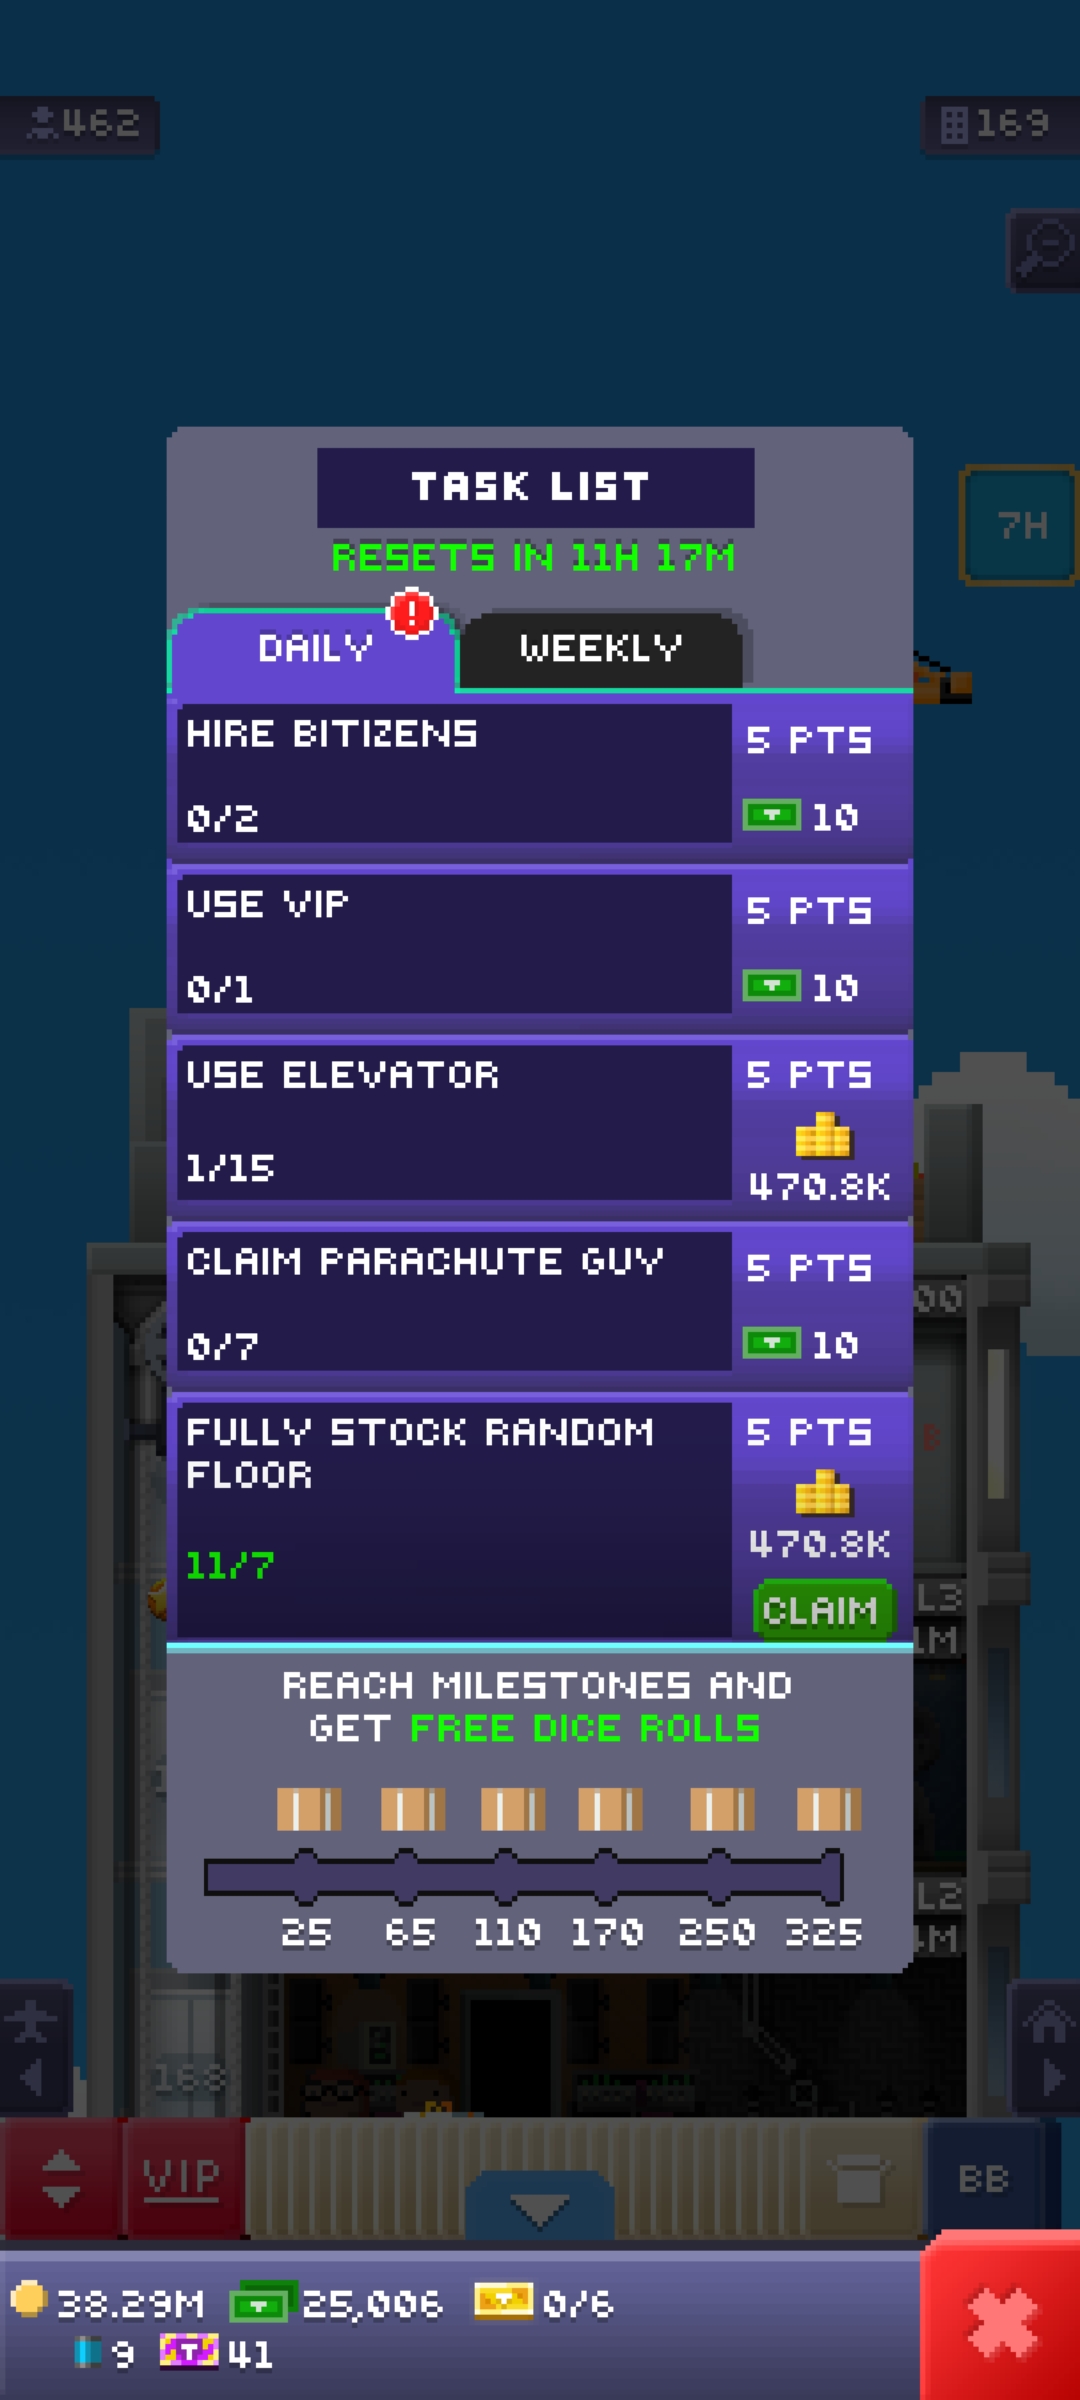 462
169
7H
TASK LIST
RESETS IN 11H 17M
DAILY
!
WEEKLY
HIRE BITIZENS
5 PTS
0/2
10
USE VIP
5 PTS
0/1
10
USE ELEVATOR
5 PTS
1/15
470.8K
CLAIM PARACHUTE GUY
5 PTS
0/7
10
FULLY STOCK RANDOM
FLOOR
5 PTS
11/7
470.8K
CLAIM
REACH MILESTONES AND
GET FREE DICE ROLLS
25 65 110 170 250 325
168
VIP
BB
38.29M 25,006 0/6
9 41